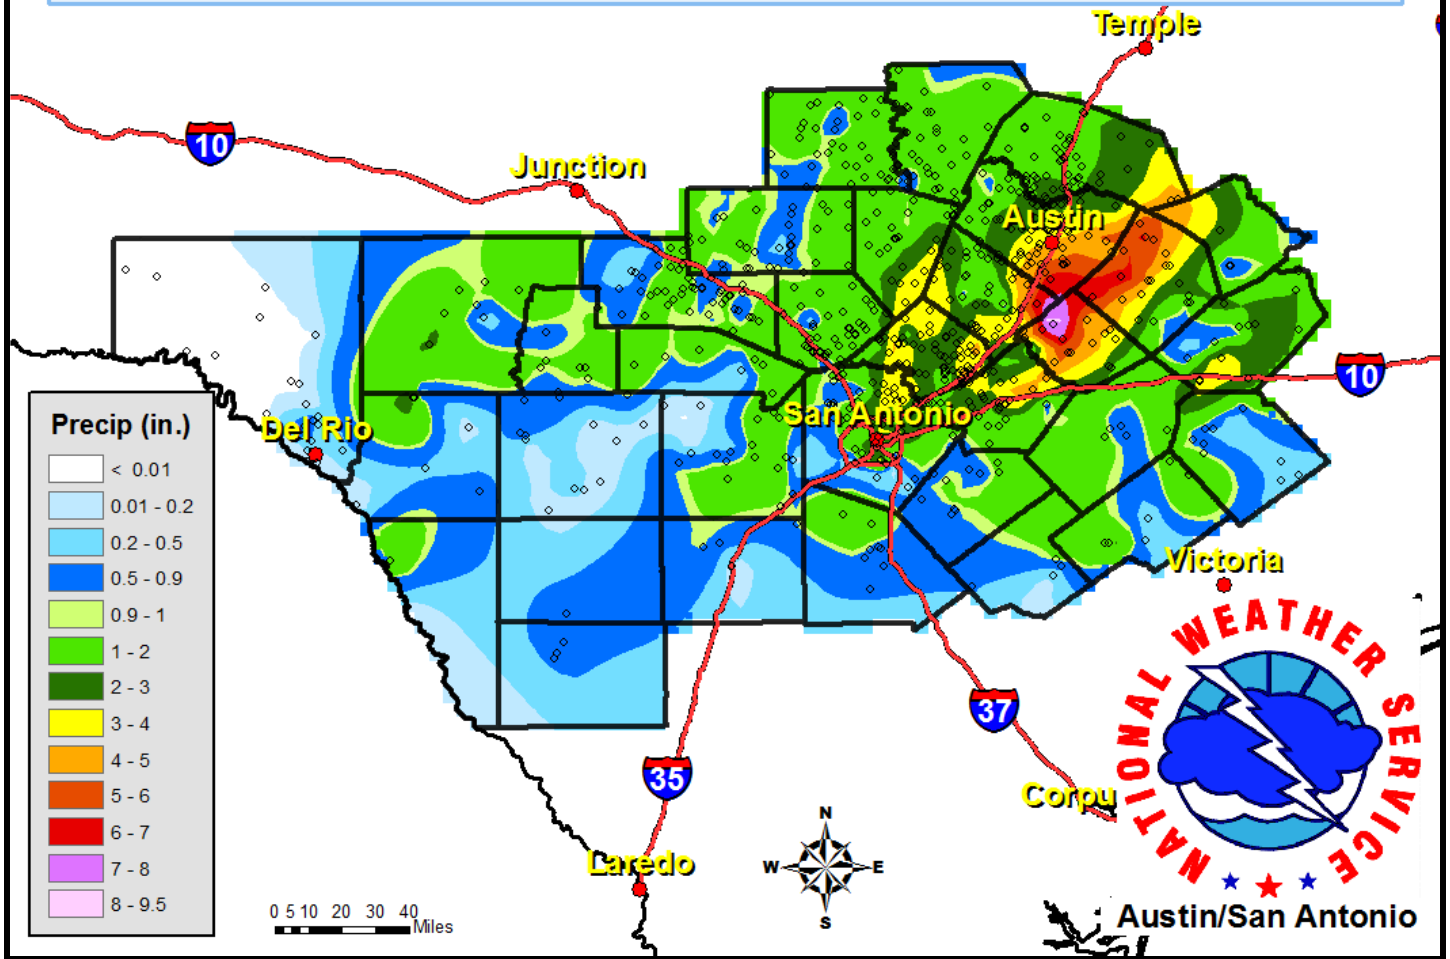 Temple
10
Junction
Austin
10
San Antonio
Del Rio
Precip (in.)
< 0.01
0.01 - 0.2
0.2 - 0.5
0.5 - 0.9
0.9 - 1
1 - 2
2 - 3
3 - 4
4 - 5
5 - 6
6 - 7
7 - 8
8 - 9.5
Victoria
NATIONAL WEATHER SERVICE
37
35
Corpu
N
W E
S
Laredo
0 5 10 20 30 40
Miles
Austin/San Antonio